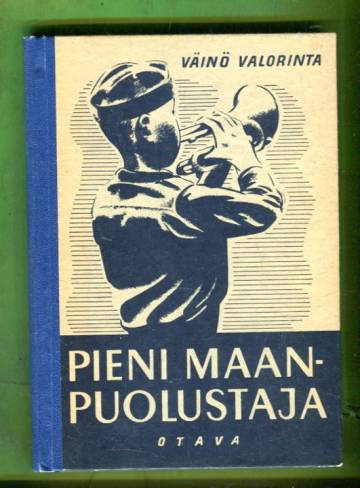 VÄINÖ VALORINTA
PIENI MAAN-
PUOLUSTAJA
OTAVA